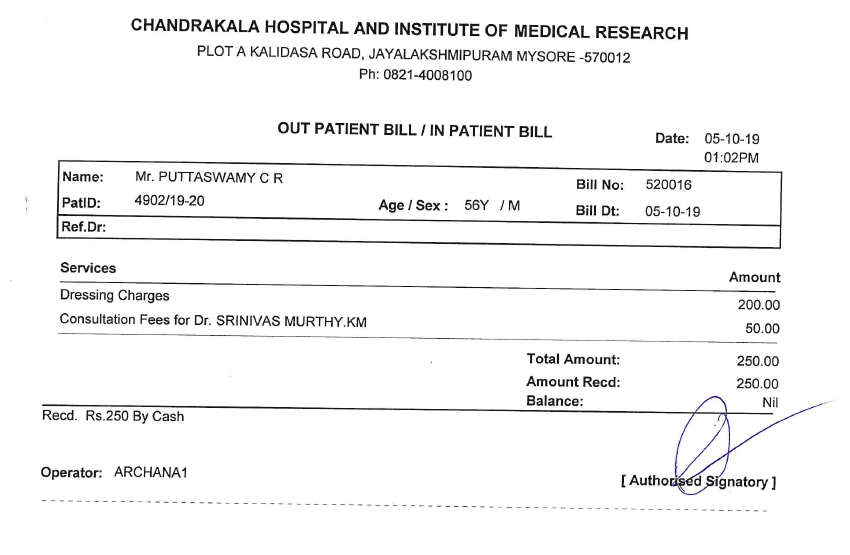 CHANDRAKALA HOSPITAL AND INSTITUTE OF MEDICAL RESEARCH
PLOT A KALIDASA ROAD, JAYALAKSHMIPURAM MYSORE -570012
Ph: 0821-4008100
OUT PATIENT BILL / IN PATIENT BILL
Date: 05-10-19
01:02PM
Name: Mr. PUTTASWAMY C R Bill No: 520016
PatID: 4902/19-20 Age / Sex : 56Y / M Bill Dt: 05-10-19
Ref.Dr:
Services Amount
Dressing Charges 200.00
Consultation Fees for Dr. SRINIVAS MURTHY.KM 50.00
Total Amount: 250.00
Amount Recd: 250.00
Balance: Nil
Recd. Rs.250 By Cash
Operator: ARCHANA1 [ Authorised Signatory ]